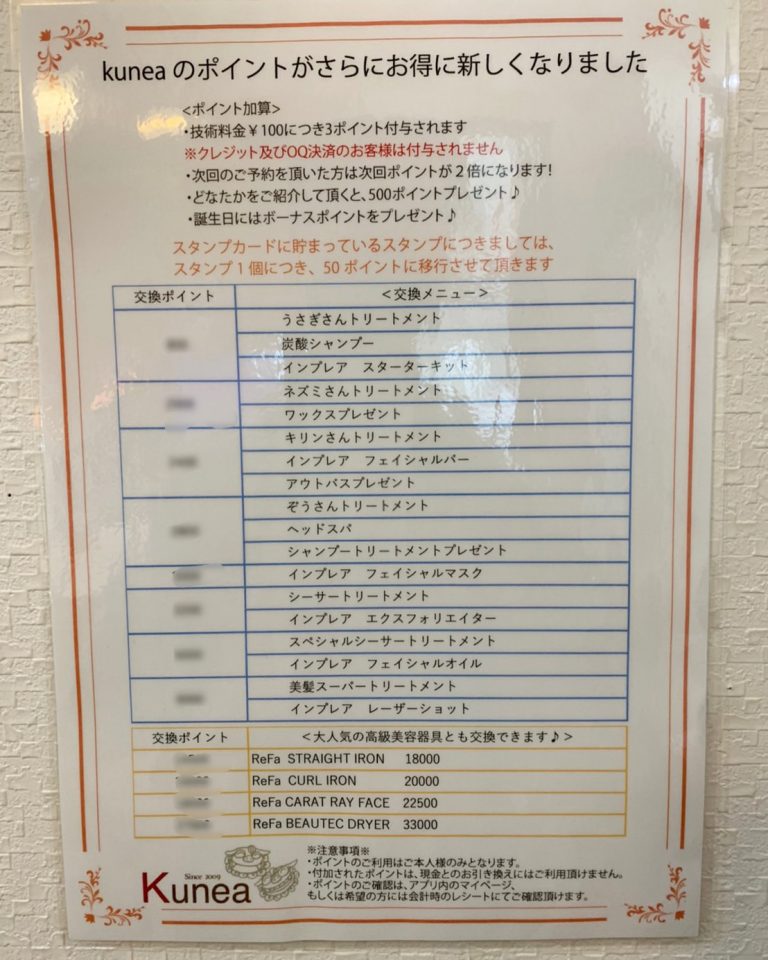 kunea のポイントがさらにお得に新しくなりました
<ポイント加算>
・技術料金￥100につき3ポイント付与されます
※クレジット及びOQ決済のお客様は付与されません
・次回のご予約を頂いた方は次回ポイントが２倍になります！
・どなたかをご紹介して頂くと、500ポイントプレゼント♪
・誕生日にはボーナスポイントをプレゼント♪
スタンプカードに貯まっているスタンプにつきましては、
スタンプ１個につき、50ポイントに移行させて頂きます
交換ポイント ＜交換メニュー＞
うさぎさんトリートメント
炭酸シャンプー
インプレア　スターターキット
ネズミさんトリートメント
ワックスプレゼント
キリンさんトリートメント
インプレア　フェイシャルバー
アウトバスプレゼント
ぞうさんトリートメント
ヘッドスパ
シャンプートリートメントプレゼント
インプレア　フェイシャルマスク
シーサートリートメント
インプレア　エクスフォリエイター
スペシャルシーサートリートメント
インプレア　フェイシャルオイル
美髪スーパートリートメント
インプレア　レーザーショット
交換ポイント ＜大人気の高級美容器具とも交換できます♪＞
ReFa STRAIGHT IRON 18000
ReFa CURL IRON 20000
ReFa CARAT RAY FACE 22500
ReFa BEAUTEC DRYER 33000
Since 2009
Kunea
※注意事項※
・ポイントのご利用はご本人様のみとなります。
・付加されたポイントは、現金とのお引き換えにはご利用頂けません。
・ポイントのご確認は、アプリ内のマイページ、
もしくは希望の方には会計時のレシートにてご確認頂けます。